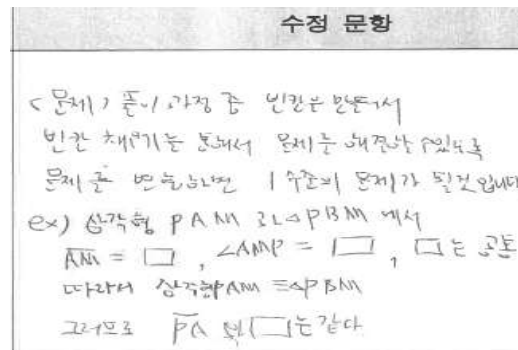 수정 문항
<문제> 풀이 과정 중 빈칸을 만들어서
빈칸 채우기를 통해서 문제를 해결할 수 있도록
문제를 만들면 1수준의 문제가 될 것입니다
ex) 삼각형 PAM 과 △PBM 에서
AM = □ , ∠AMP = □ , □는 공통
따라서 삼각형PAM ≡△PBM
그러므로 PA 와 □는 같다.